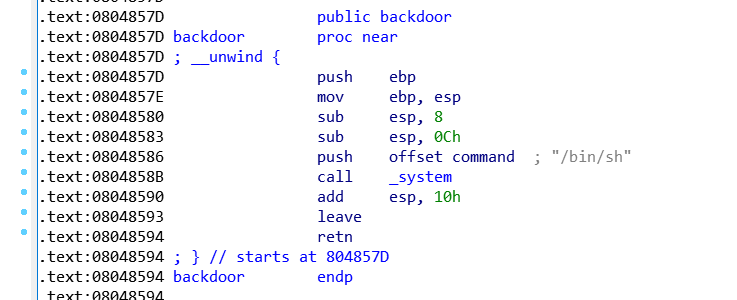 .text:0804857D
.text:0804857D public backdoor
.text:0804857D backdoor proc near
.text:0804857D ; __unwind {
.text:0804857D push ebp
.text:0804857E mov ebp, esp
.text:08048580 sub esp, 8
.text:08048583 sub esp, 0Ch
.text:08048586 push offset command ; "/bin/sh"
.text:0804858B call _system
.text:08048590 add esp, 10h
.text:08048593 leave
.text:08048594 retn
.text:08048594 ; } // starts at 804857D
.text:08048594 backdoor endp
.text:08048594